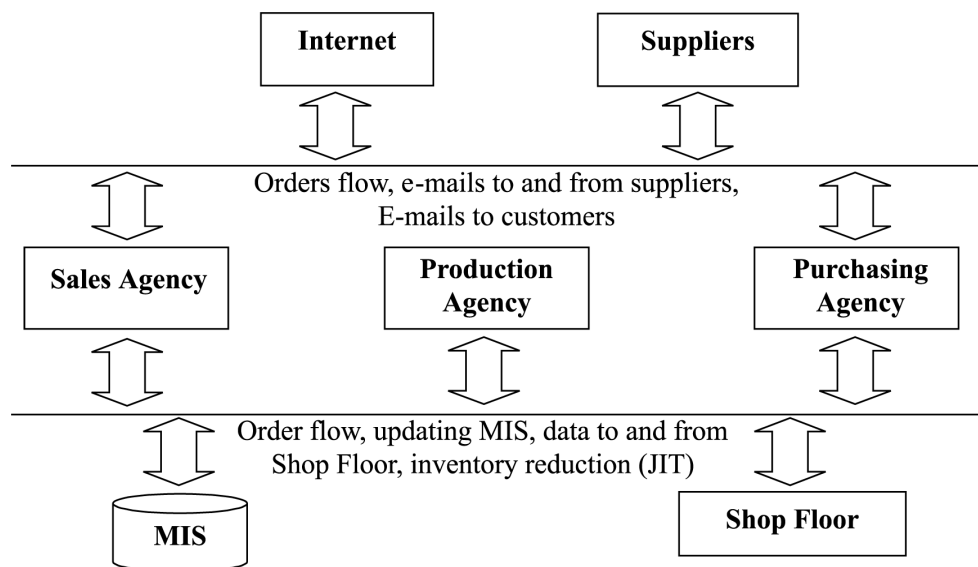 Internet
Suppliers
Orders flow, e-mails to and from suppliers,
E-mails to customers
Sales Agency
Production
Agency
Purchasing
Agency
Order flow, updating MIS, data to and from
Shop Floor, inventory reduction (JIT)
MIS
Shop Floor